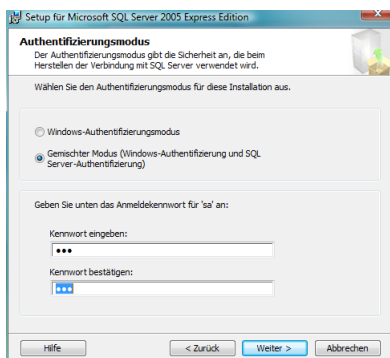 Setup für Microsoft SQL Server 2005 Express Edition
Authentifizierungsmodus
Der Authentifizierungsmodus gibt die Sicherheit an, die beim
Herstellen der Verbindung mit SQL Server verwendet wird.
Wählen Sie den Authentifizierungsmodus für diese Installation aus.
Windows-Authentifizierungsmodus
Gemischter Modus (Windows-Authentifizierung und SQL
Server-Authentifizierung)
Geben Sie unten das Anmeldekennwort für 'sa' an:
Kennwort eingeben:
●●●
Kennwort bestätigen:
●●●
Hilfe
< Zurück
Weiter >
Abbrechen